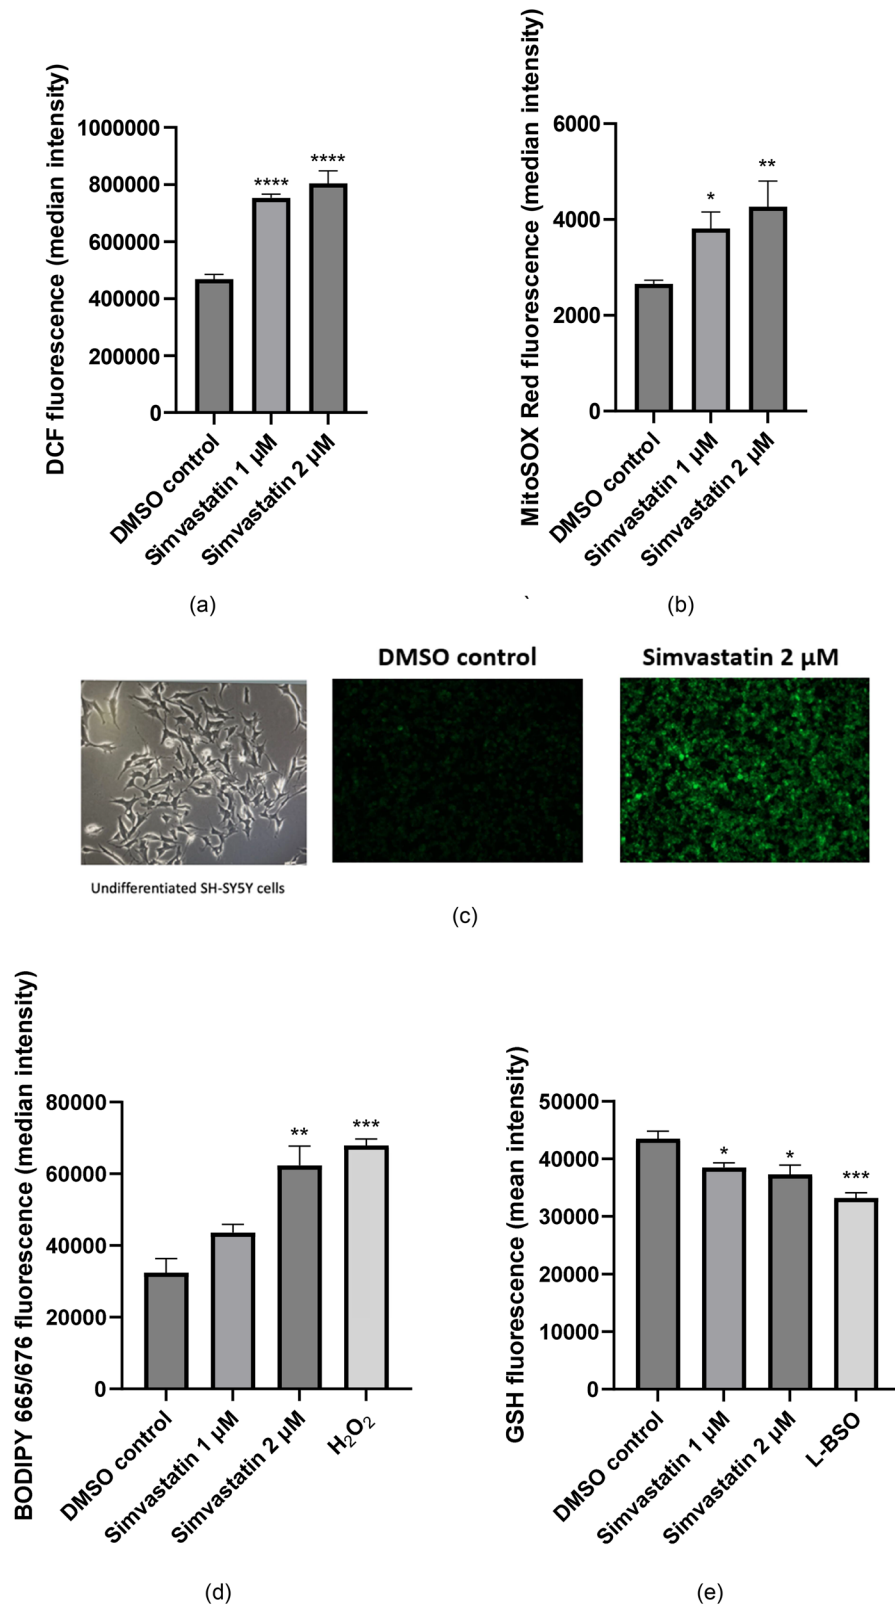 DCF fluorescence (median intensity)
1000000
800000
600000
400000
200000
0
****
****
DMSO control
Simvastatin 1 µM
Simvastatin 2 µM
(a)
MitoSOX Red fluorescence (median intensity)
6000
4000
2000
0
*
**
DMSO control
Simvastatin 1 µM
Simvastatin 2 µM
`
(b)
DMSO control
Simvastatin 2 µM
Undifferentiated SH-SY5Y cells
(c)
BODIPY 665/676 fluorescence (median intensity)
80000
60000
40000
20000
0
**
***
DMSO control
Simvastatin 1 µM
Simvastatin 2 µM
H₂O₂
(d)
GSH fluorescence (mean intensity)
50000
40000
30000
20000
10000
0
*
*
***
DMSO control
Simvastatin 1 µM
Simvastatin 2 µM
L-BSO
(e)